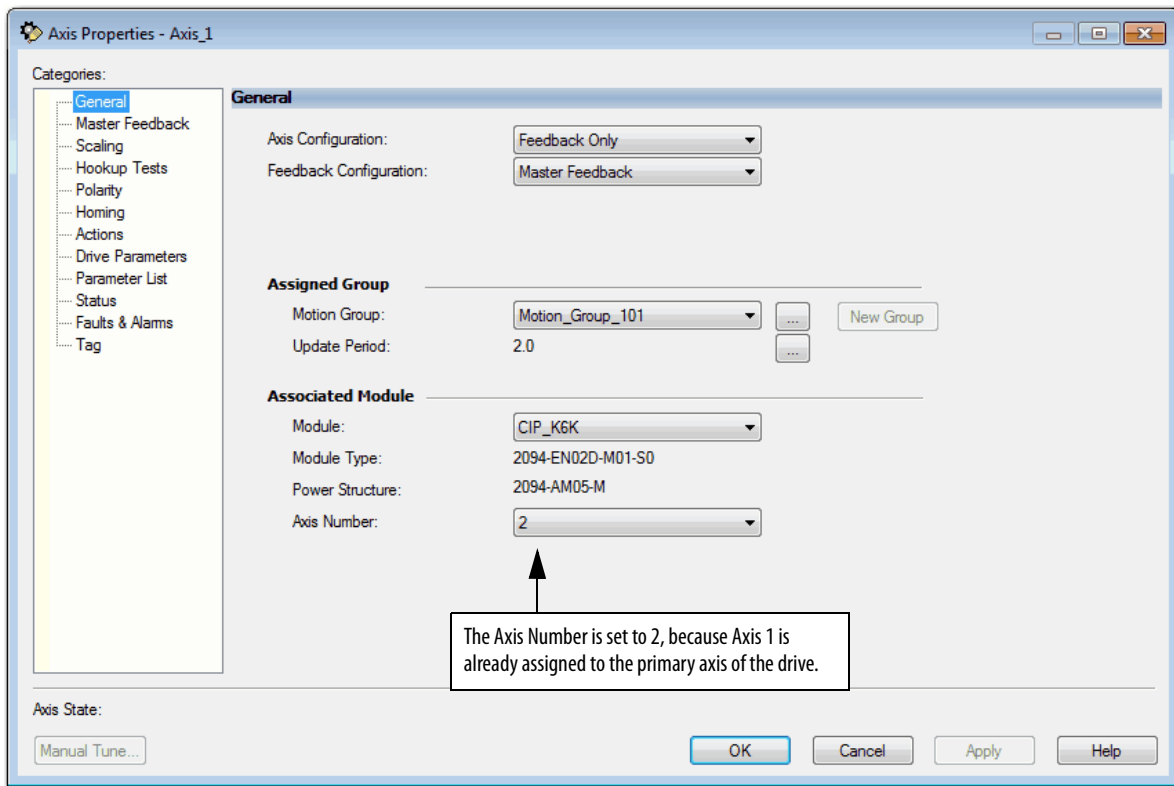 Axis Properties - Axis_1
Categories:
General
Master Feedback
Scaling
Hookup Tests
Polarity
Homing
Actions
Drive Parameters
Parameter List
Status
Faults & Alarms
Tag
General
Axis Configuration: Feedback Only
Feedback Configuration: Master Feedback
Assigned Group
Motion Group: Motion_Group_101 ... New Group
Update Period: 2.0 ...
Associated Module
Module: CIP_K6K
Module Type: 2094-EN02D-M01-S0
Power Structure: 2094-AM05-M
Axis Number: 2
The Axis Number is set to 2, because Axis 1 is
already assigned to the primary axis of the drive.
Axis State:
Manual Tune... OK Cancel Apply Help